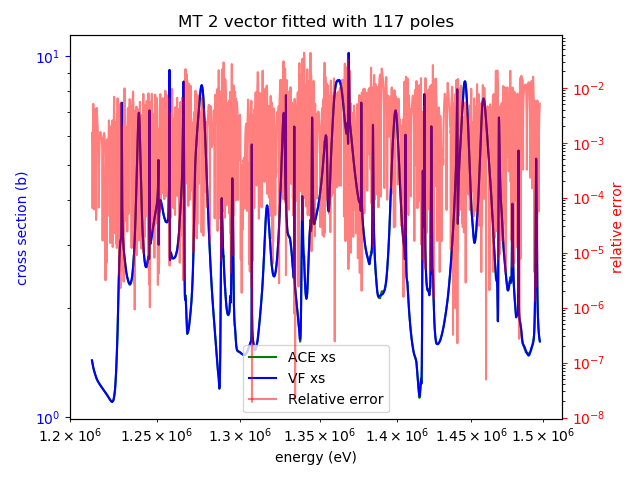 MT 2 vector fitted with 117 poles
10¹
10⁰
cross section (b)
10⁻²
10⁻³
10⁻⁴
10⁻⁵
10⁻⁶
10⁻⁷
10⁻⁸
relative error
ACE xs
VF xs
Relative error
1.2 × 10⁶ 1.25 × 10⁶ 1.3 × 10⁶ 1.35 × 10⁶ 1.4 × 10⁶ 1.45 × 10⁶ 1.5 × 10⁶
energy (eV)